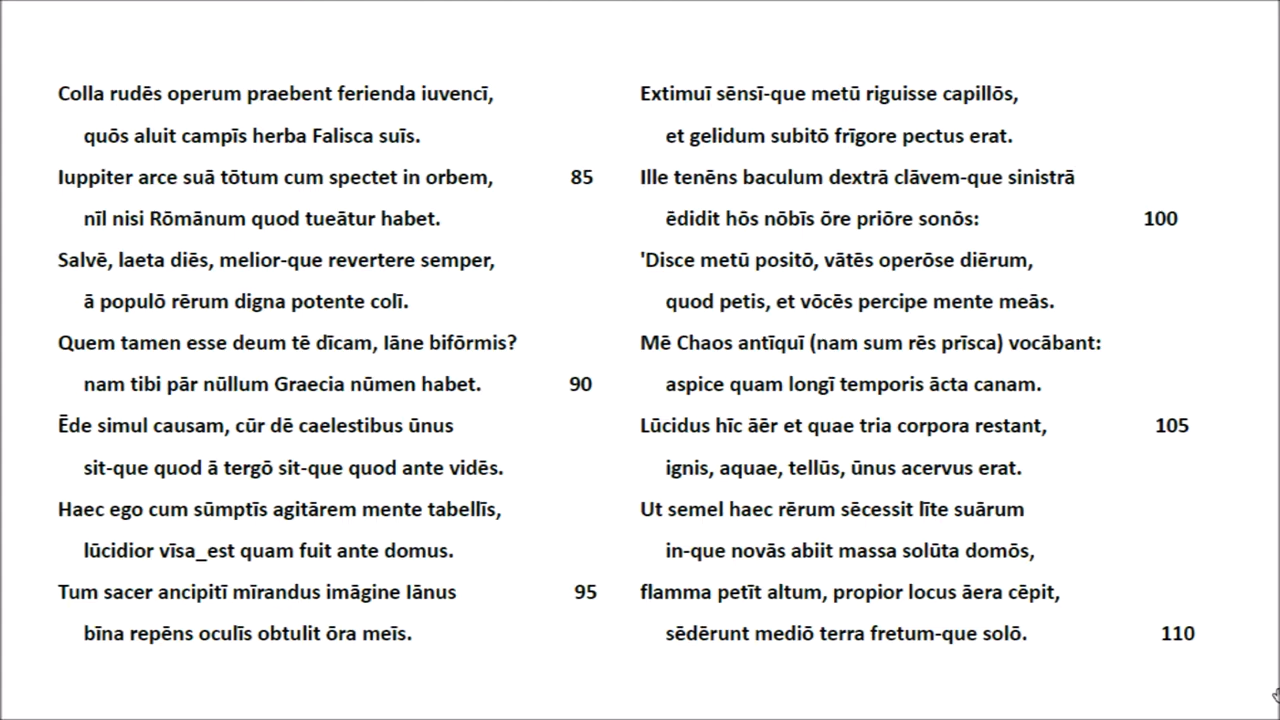 Colla rudēs operum praebent ferienda iuvencī,
quōs aluit campīs herba Falisca suīs.
Iuppiter arce suā tōtum cum spectet in orbem, 85
nīl nisi Rōmānum quod tueātur habet.
Salvē, laeta diēs, melior-que revertere semper,
ā populō rērum digna potente colī.
Quem tamen esse deum tē dīcam, Iāne bifōrmis?
nam tibi pār nūllum Graecia nūmen habet. 90
Ēde simul causam, cūr dē caelestibus ūnus
sit-que quod ā tergō sit-que quod ante vidēs.
Haec ego cum sūmptīs agitārem mente tabellīs,
lūcidior vīsa_est quam fuit ante domus.
Tum sacer ancipitī mīrandus imāgine Iānus 95
bīna repēns oculīs obtulit ōra meīs.
Extimuī sēnsī-que metū riguisse capillōs,
et gelidum subitō frīgore pectus erat.
Ille tenēns baculum dextrā clāvem-que sinistrā
ēdidit hōs nōbīs ōre priōre sonōs: 100
'Disce metū positō, vātēs operōse diērum,
quod petis, et vōcēs percipe mente meās.
Mē Chaos antīquī (nam sum rēs prīsca) vocābant:
aspice quam longī temporis ācta canam.
Lūcidus hīc āēr et quae tria corpora restant, 105
ignis, aquae, tellūs, ūnus acervus erat.
Ut semel haec rērum sēcessit līte suārum
in-que novās abiit massa solūta domōs,
flamma petīt altum, propior locus āera cēpit,
sēdērunt mediō terra fretum-que solō. 110